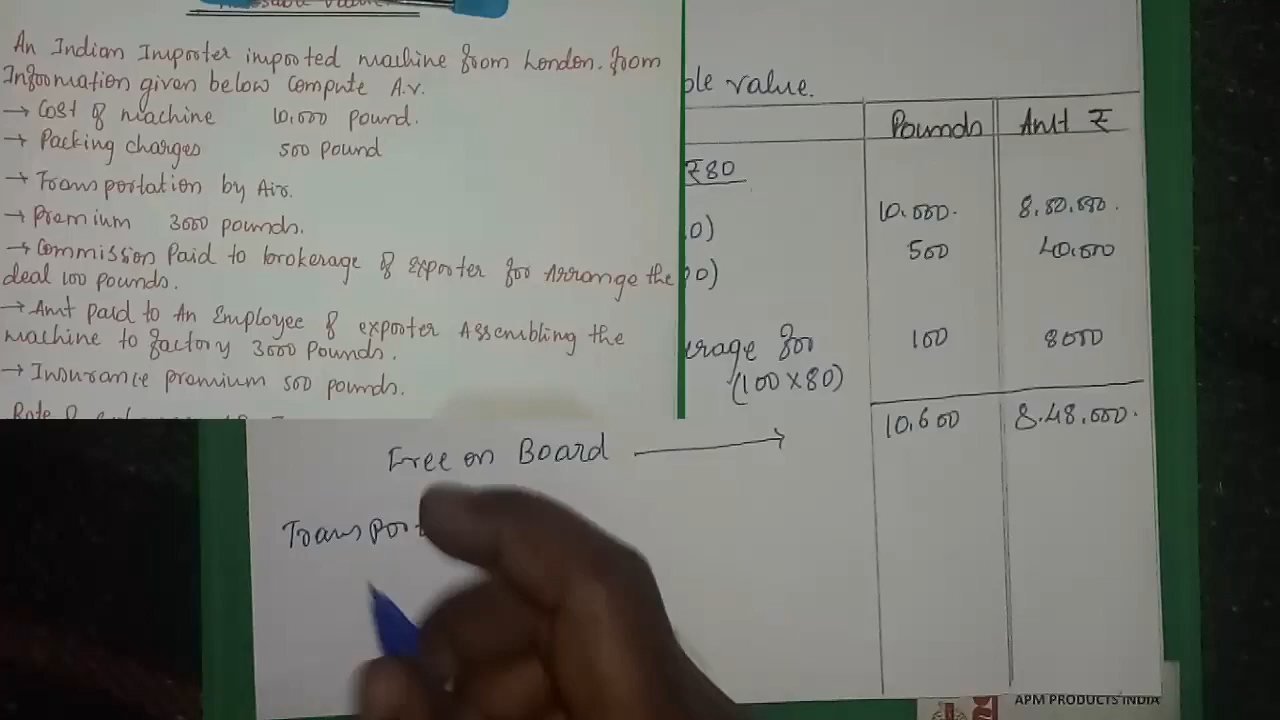 An Indian Importer imported machine from London. from
Information given below compute A.V.
→ Cost of machine 10,000 pound.
→ Packing charges 500 pound
→ Transportation by Air.
→ Premium 3000 pounds.
→ Commission Paid to brokerage of exporter for Arrange the
deal 100 pounds.
→ Amt paid to An Employee of exporter Assembling the
machine to factory 3000 Pounds.
→ Insurance premium 500 pounds.
ble value.
Pounds Amt ₹
₹80
10,000. 8,80,000.
.0) 500 40,000
00)
erage for 100 8000
(100 X 80)
10,600 8,48,000.
Free on Board →
Transport
APM PRODUCTS INDIA